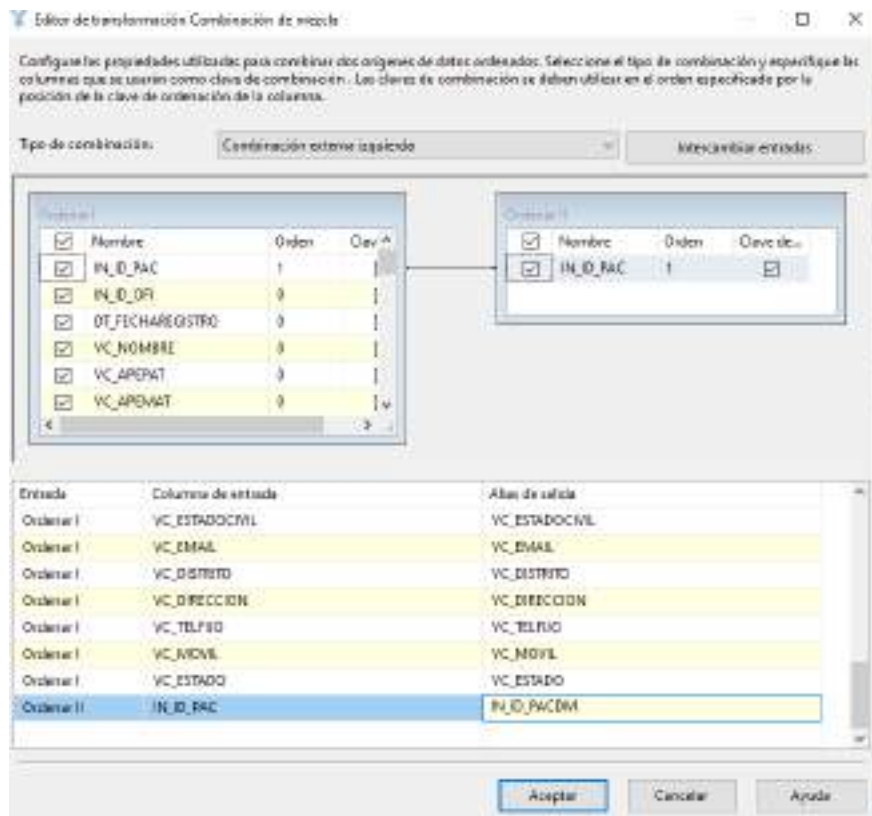 Editor de transformación Combinación de mezcla
Configure las propiedades utilizadas para combinar dos orígenes de datos ordenados. Seleccione el tipo de combinación y especifique las
columnas que se usarán como clave de combinación. Las claves de combinación se deben utilizar en el orden especificado por la
posición de la clave de ordenación de la columna.
Tipo de combinación: Combinación externa izquierda Intercambiar entradas
Ordenar I
Nombre Orden Clav
IN_ID_PAC 1
IN_ID_OFI 0
DT_FECHAREGISTRO 0
VC_NOMBRE 0
VC_APEPAT 0
VC_APEMAT 0
Ordenar II
Nombre Orden Clave de...
IN_ID_PAC 1
Entrada Columna de entrada Alias de salida
Ordenar I VC_ESTADOCIVIL VC_ESTADOCIVIL
Ordenar I VC_EMAIL VC_EMAIL
Ordenar I VC_DISTRITO VC_DISTRITO
Ordenar I VC_DIRECCION VC_DIRECCION
Ordenar I VC_TELFIJO VC_TELFIJO
Ordenar I VC_MOVIL VC_MOVIL
Ordenar I VC_ESTADO VC_ESTADO
Ordenar II IN_ID_PAC IN_ID_PACDM
Aceptar Cancelar Ayuda